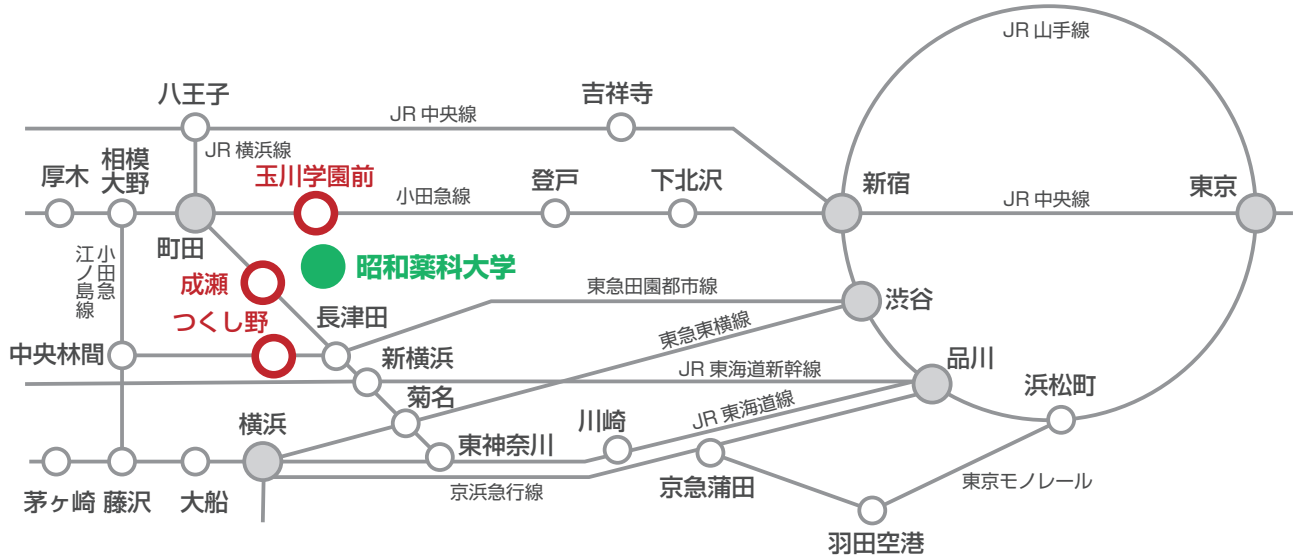 JR 山手線
八王子
吉祥寺
JR 中央線
JR 横浜線
厚木
相模
大野
玉川学園前
小田急線
登戸
下北沢
新宿
JR 中央線
東京
町田
小田急
江ノ島線
昭和薬科大学
成瀬
東急田園都市線
渋谷
つくし野
長津田
東急東横線
中央林間
新横浜
JR 東海道新幹線
品川
浜松町
菊名
横浜
東神奈川
川崎
JR 東海道線
茅ヶ崎
藤沢
大船
京浜急行線
京急蒲田
東京モノレール
羽田空港